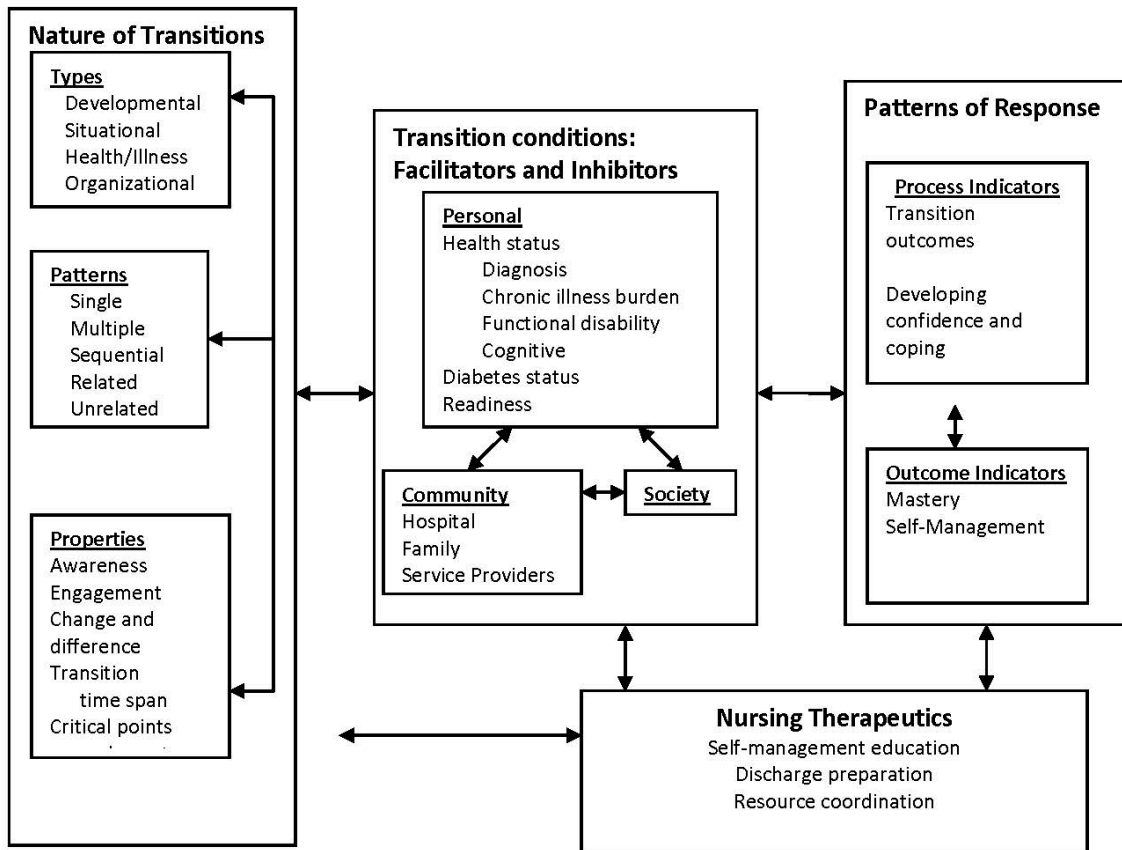 Nature of Transitions
Types
Developmental
Situational
Health/Illness
Organizational
Patterns
Single
Multiple
Sequential
Related
Unrelated
Properties
Awareness
Engagement
Change and
difference
Transition
time span
Critical points
Transition conditions:
Facilitators and Inhibitors
Personal
Health status
Diagnosis
Chronic illness burden
Functional disability
Cognitive
Diabetes status
Readiness
Community
Hospital
Family
Service Providers
Society
Patterns of Response
Process Indicators
Transition
outcomes
Developing
confidence and
coping
Outcome Indicators
Mastery
Self-Management
Nursing Therapeutics
Self-management education
Discharge preparation
Resource coordination